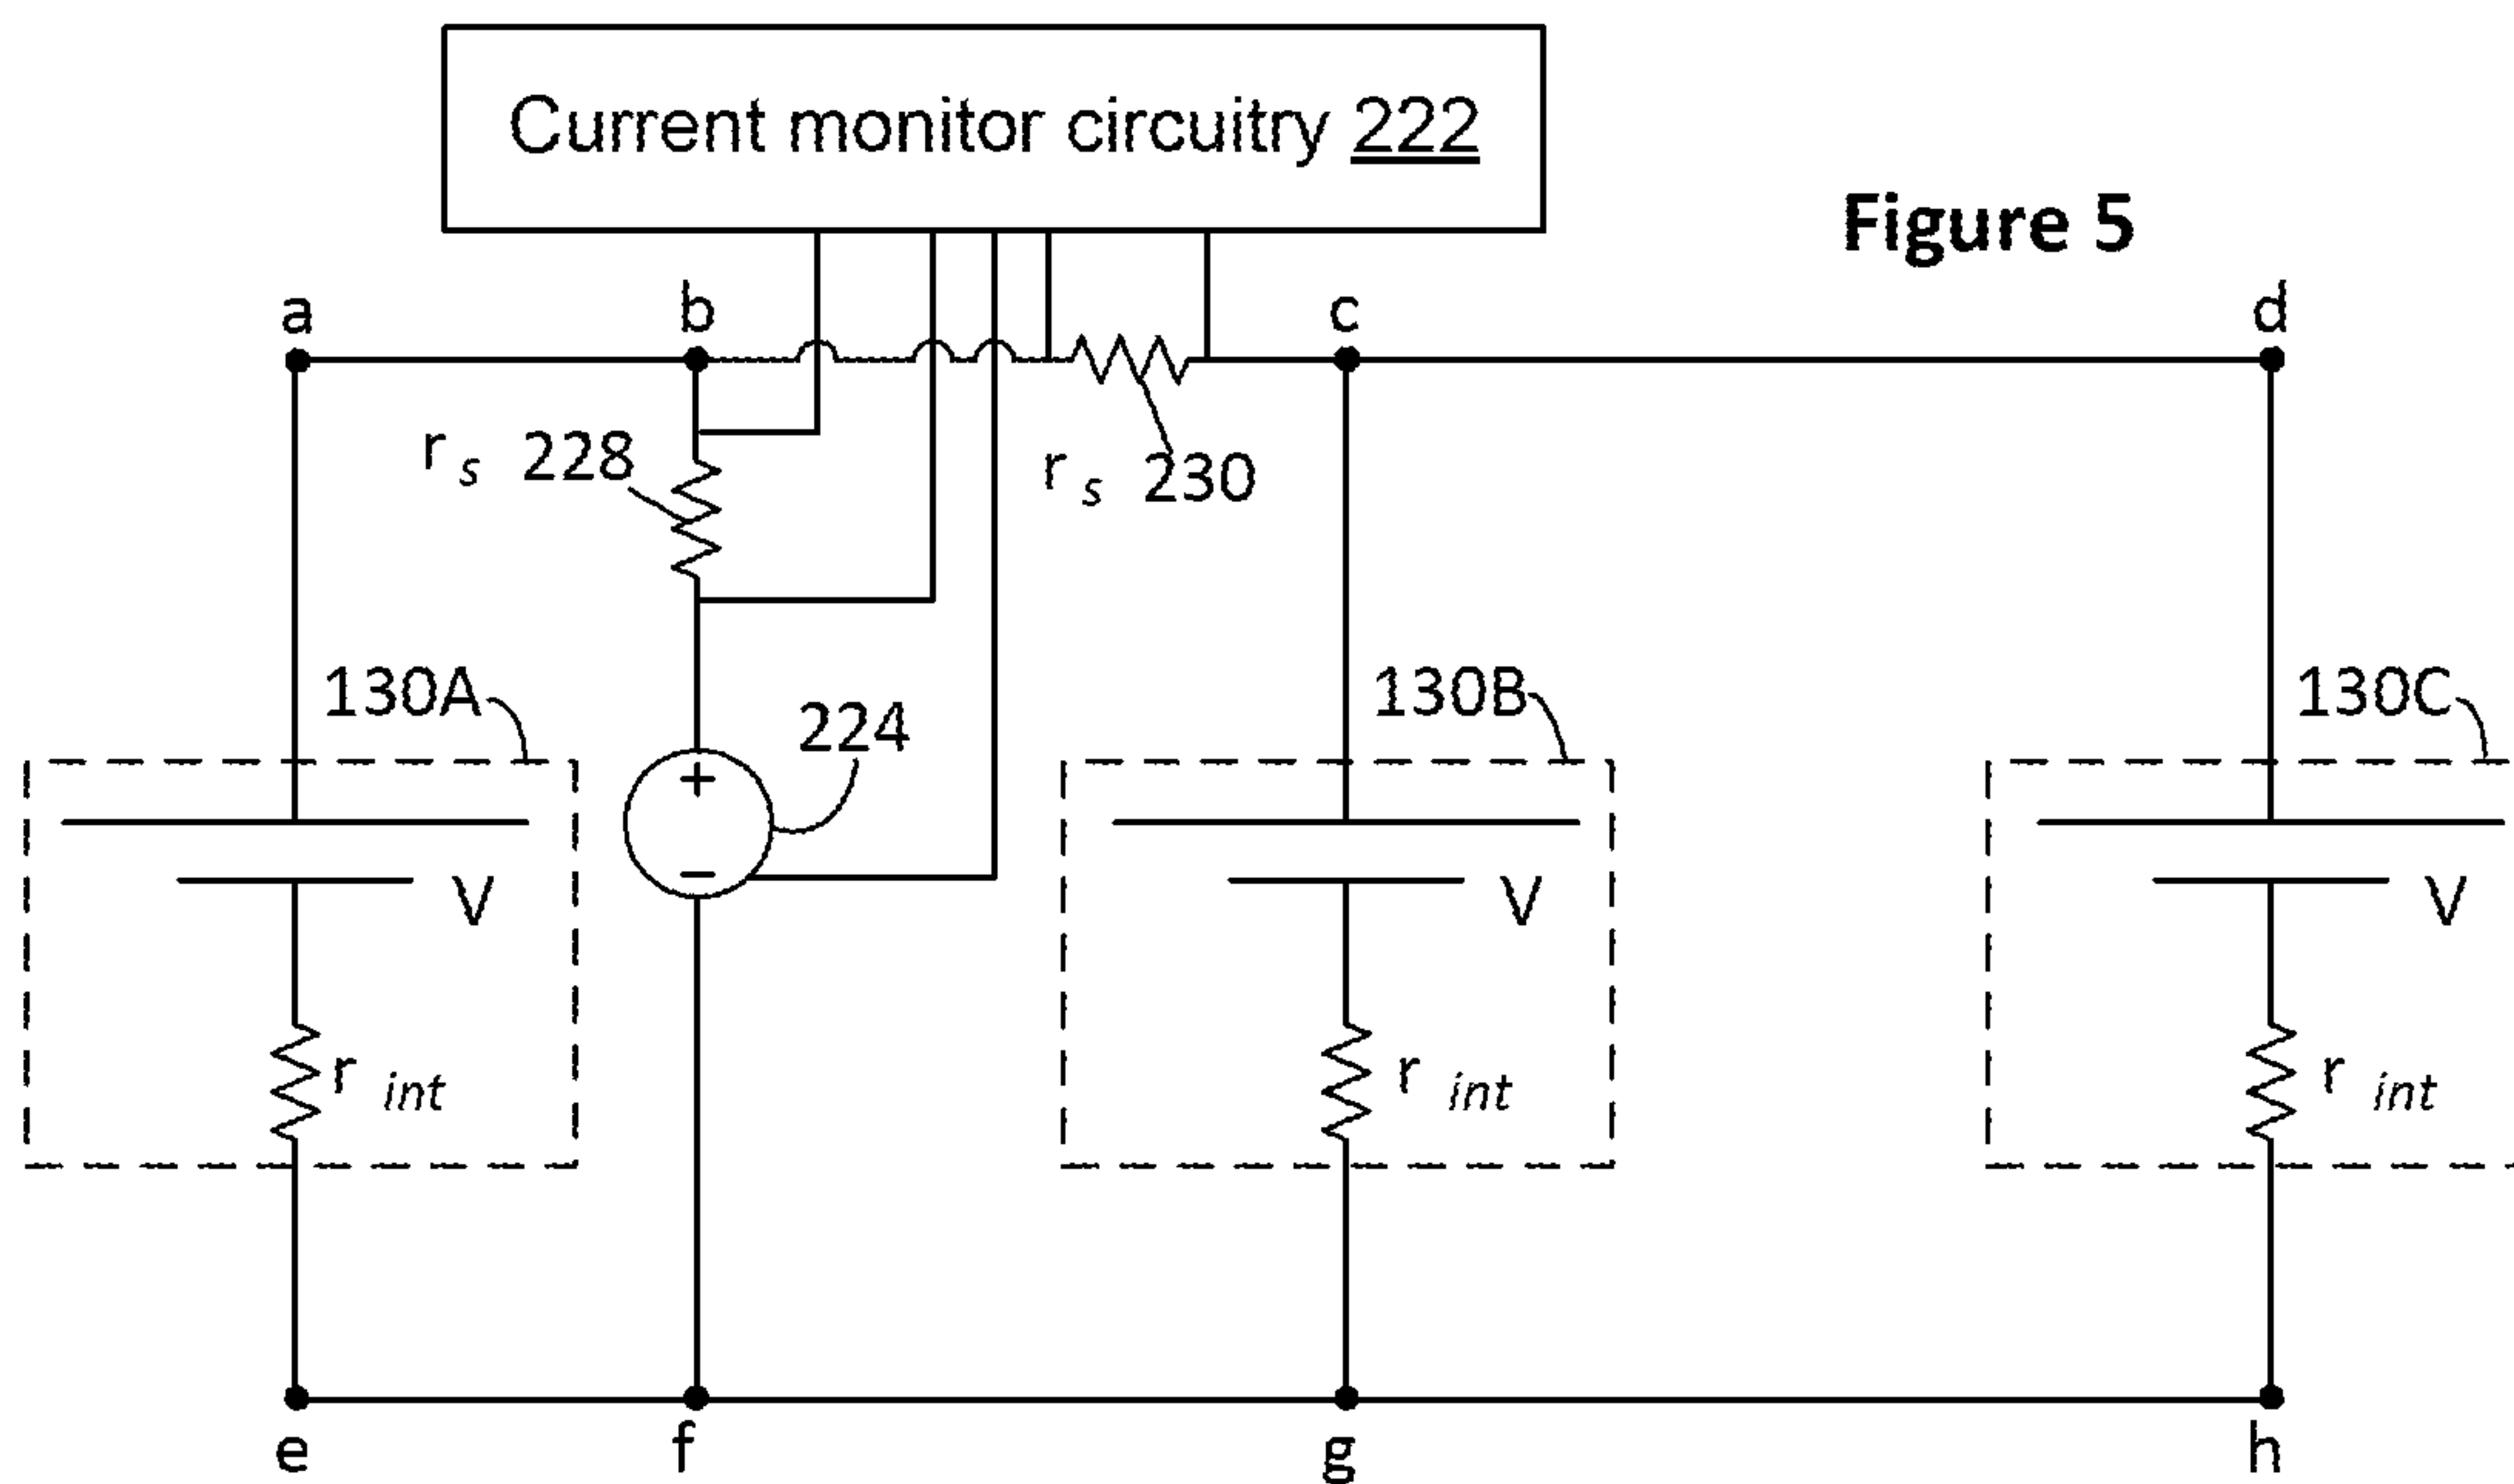 Current monitor circuitry 222
Figure 5
a
b
c
d
r s 228
r s 230
130A
224
130B
130C
+
−
V
V
V
r int
r int
r int
e
f
g
h